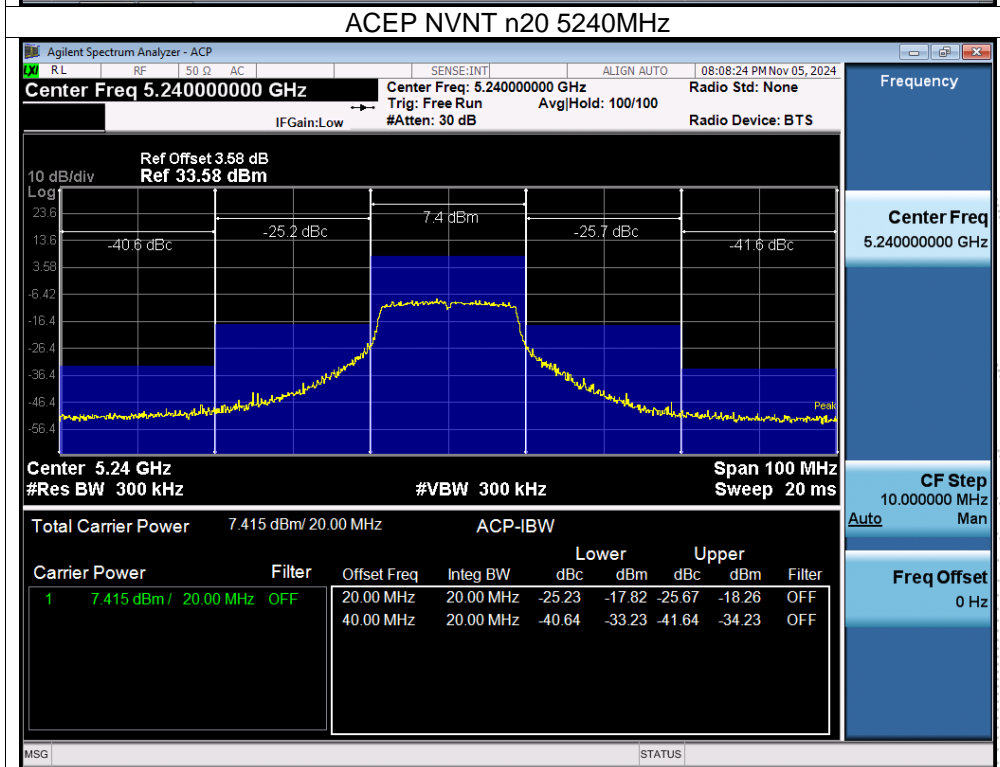 ACEP NVNT n20 5240MHz
Agilent Spectrum Analyzer - ACP
LXI RL RF 50 Ω AC SENSE:INT ALIGN AUTO 08:08:24 PM Nov 05, 2024
Center Freq 5.240000000 GHz Center Freq: 5.240000000 GHz Radio Std: None
Trig: Free Run Avg|Hold: 100/100
IFGain:Low #Atten: 30 dB Radio Device: BTS
Frequency
Ref Offset 3.58 dB
10 dB/div Ref 33.58 dBm
Log
23.6
13.6
3.58
-6.42
-16.4
-26.4
-36.4
-46.4
-56.4
-40.6 dBc -25.2 dBc 7.4 dBm -25.7 dBc -41.6 dBc
Peak
Center 5.24 GHz Span 100 MHz
#Res BW 300 kHz #VBW 300 kHz Sweep 20 ms
Total Carrier Power 7.415 dBm/ 20.00 MHz ACP-IBW
Lower Upper
Carrier Power Filter Offset Freq Integ BW dBc dBm dBc dBm Filter
1 7.415 dBm / 20.00 MHz OFF 20.00 MHz 20.00 MHz -25.23 -17.82 -25.67 -18.26 OFF
40.00 MHz 20.00 MHz -40.64 -33.23 -41.64 -34.23 OFF
Center Freq
5.240000000 GHz
CF Step
10.000000 MHz
Auto Man
Freq Offset
0 Hz
MSG STATUS